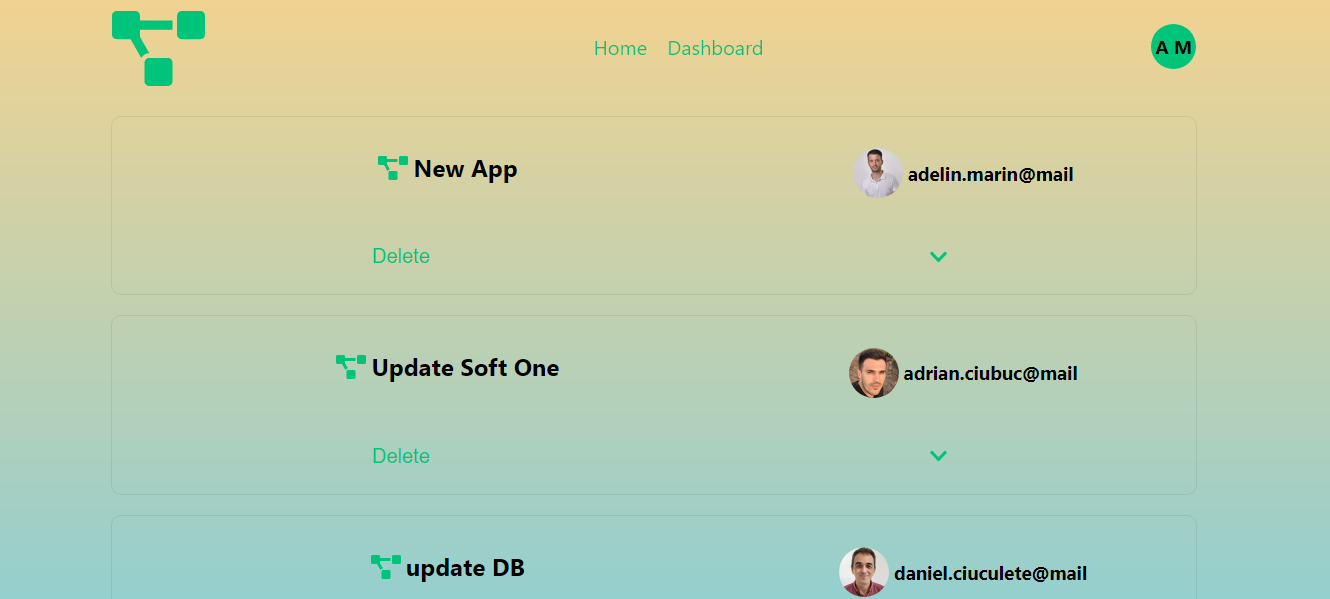 Home Dashboard A M
New App adelin.marin@mail
Delete
Update Soft One adrian.ciubuc@mail
Delete
update DB daniel.ciuculete@mail